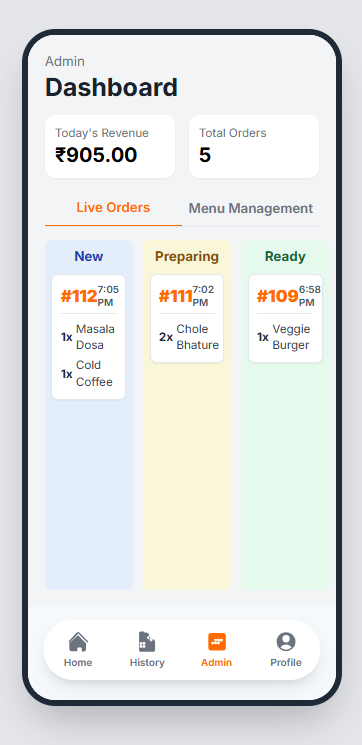 Admin
Dashboard
Today's Revenue
₹905.00
Total Orders
5
Live Orders
Menu Management
New
#112 7:05 PM
1x Masala Dosa
1x Cold Coffee
Preparing
#111 7:02 PM
2x Chole Bhature
Ready
#109 6:58 PM
1x Veggie Burger
Home
History
Admin
Profile